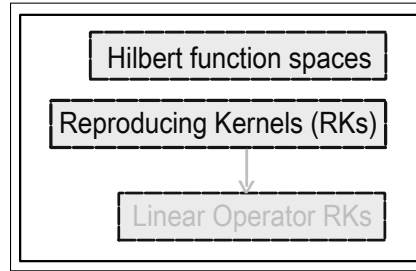 Hilbert function spaces
Reproducing Kernels (RKs)
Linear Operator RKs